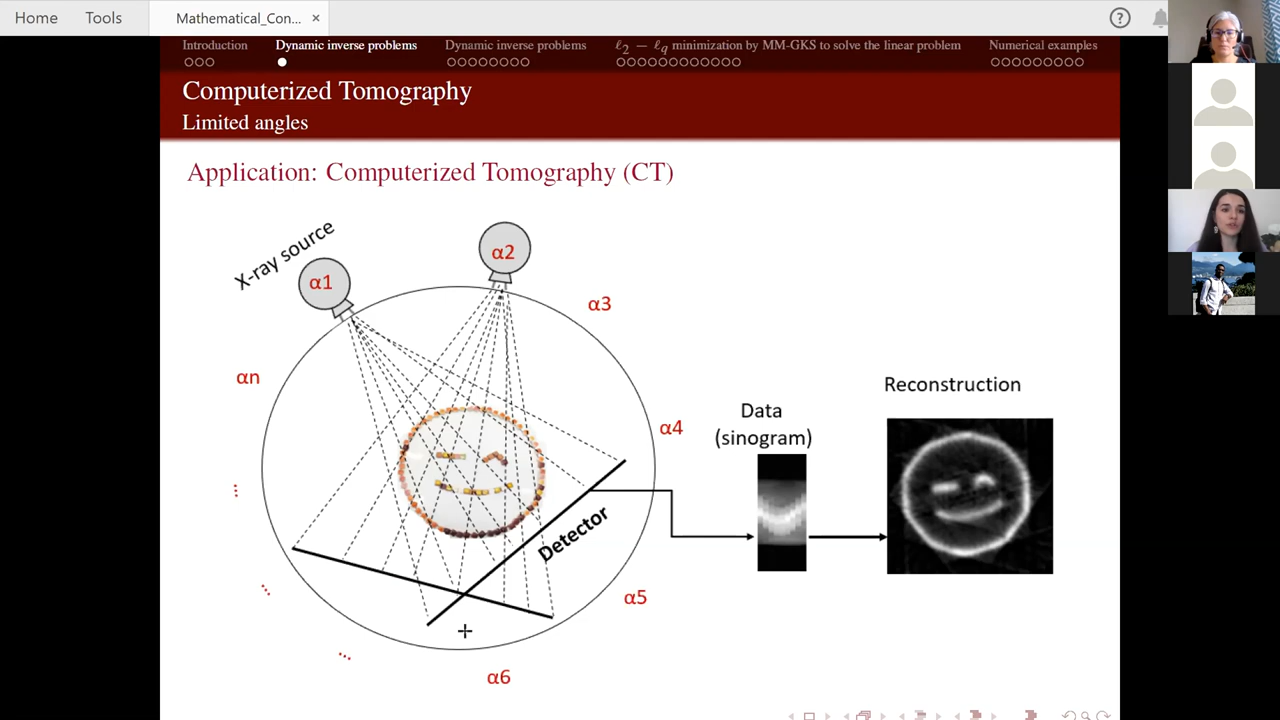 Home Tools Mathematical_Con... ×
Introduction Dynamic inverse problems Dynamic inverse problems ℓ2 − ℓq minimization by MM-GKS to solve the linear problem Numerical examples
Computerized Tomography
Limited angles
Application: Computerized Tomography (CT)
X-ray source
α1
α2
α3
αn
α4
Data
(sinogram)
Reconstruction
Detector
α5
α6
...
...
...